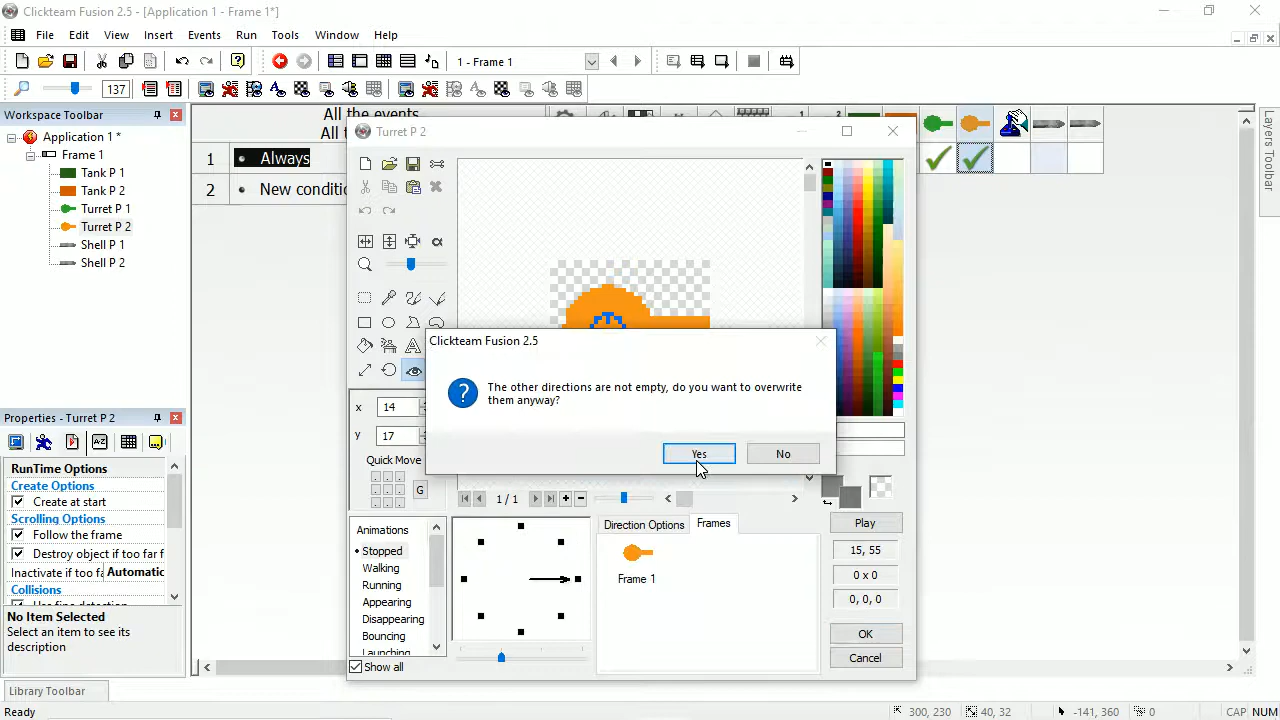 Clickteam Fusion 2.5 - [Application 1 - Frame 1*]
File Edit View Insert Events Run Tools Window Help
1 - Frame 1
137
Workspace Toolbar
Application 1 *
Frame 1
Tank P 1
Tank P 2
Turret P 1
Turret P 2
Shell P 1
Shell P 2
All the events
All t
1 • Always
2 • New conditio
Layers Toolbar
Turret P 2
Clickteam Fusion 2.5
The other directions are not empty, do you want to overwrite
them anyway?
Yes No
x 14
y 17
Quick Move
G
1 / 1
Animations
Stopped
Walking
Running
Appearing
Disappearing
Bouncing
Show all
Direction Options Frames
Frame 1
Play
15, 55
0 x 0
0, 0, 0
OK
Cancel
Properties - Turret P 2
RunTime Options
Create Options
Create at start
Scrolling Options
Follow the frame
Destroy object if too far f
Inactivate if too fa Automatic
Collisions
No Item Selected
Select an item to see its
description
Library Toolbar
Ready 300, 230 40, 32 -141, 360 0 CAP NUM